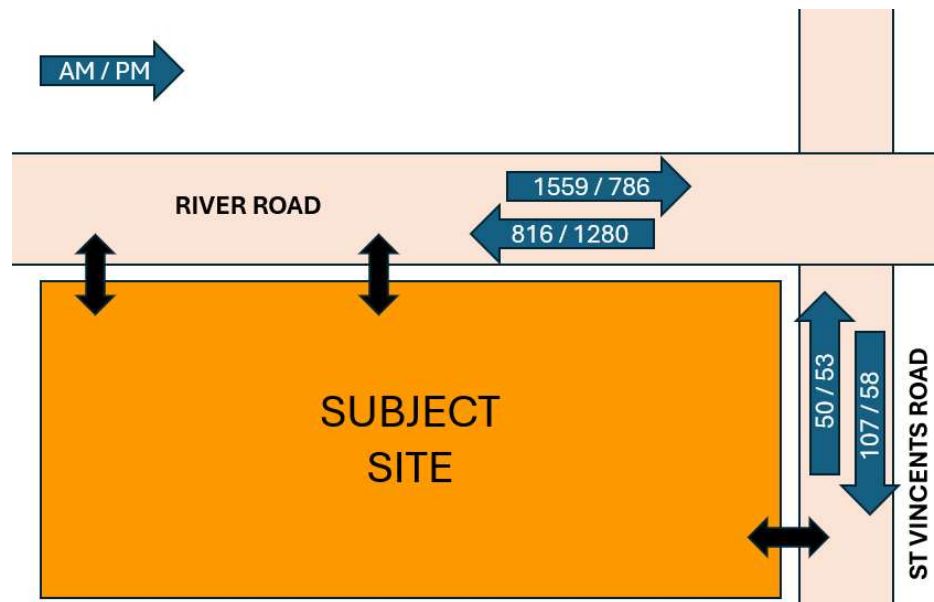 AM / PM
1559 / 786
RIVER ROAD
816 / 1280
SUBJECT
SITE
50 / 53
107 / 58
ST VINCENTS ROAD